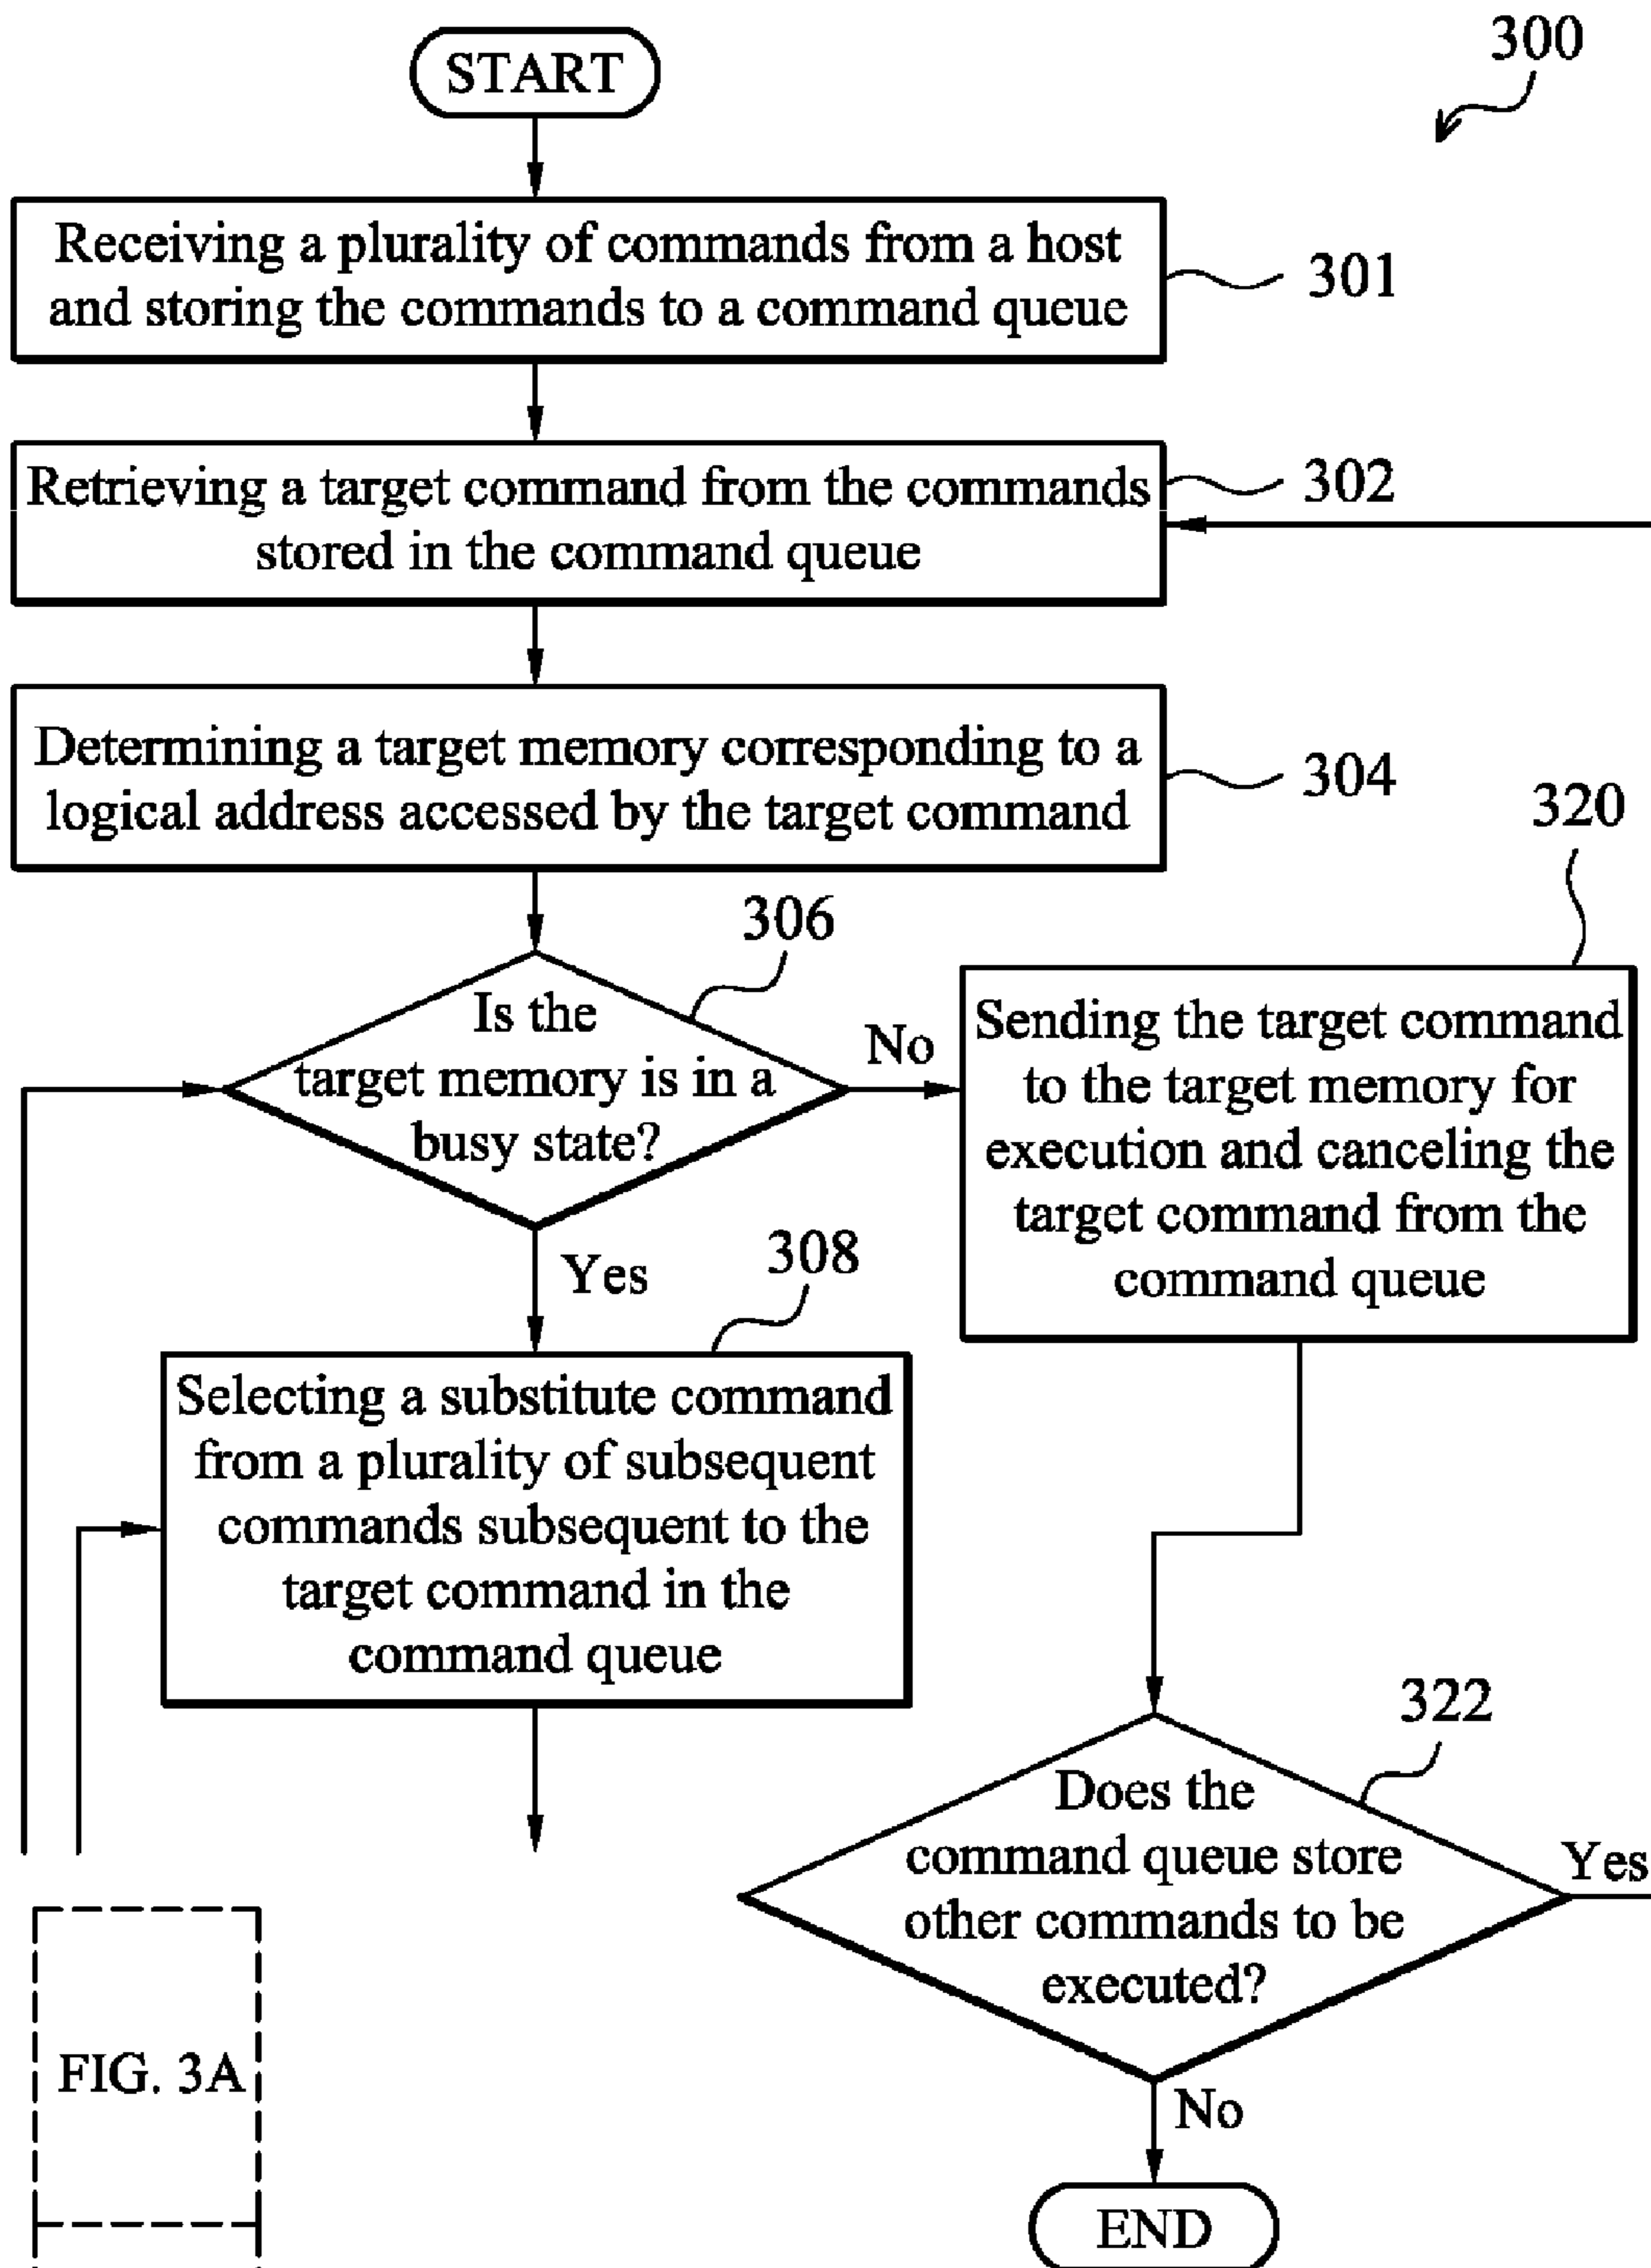 START
300
Receiving a plurality of commands from a host
and storing the commands to a command queue
301
Retrieving a target command from the commands
stored in the command queue
302
Determining a target memory corresponding to a
logical address accessed by the target command
304
306
Is the
target memory is in a
busy state?
No
Yes
320
Sending the target command
to the target memory for
execution and canceling the
target command from the
command queue
308
Selecting a substitute command
from a plurality of subsequent
commands subsequent to the
target command in the
command queue
322
Does the
command queue store
other commands to be
executed?
Yes
No
END
FIG. 3A